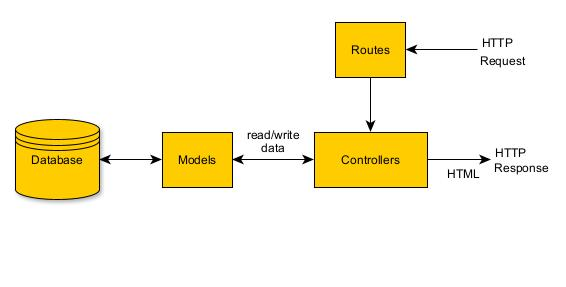 Routes
HTTP
Request
Database
Models
read/write
data
Controllers
HTML
HTTP
Response